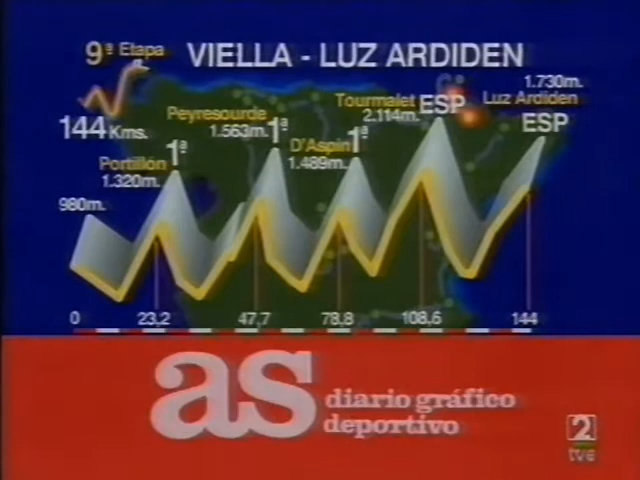 9ª Etapa
VIELLA - LUZ ARDIDEN
144 Kms.
980m.
Portillón 1ª
1.320m.
Peyresourde 1ª
1.563m.
D'Aspin 1ª
1.489m.
Tourmalet ESP
2.114m.
1.730m.
Luz Ardiden
ESP
0 23,2 47,7 78,8 108,6 144
as
diario gráfico
deportivo
2
tve